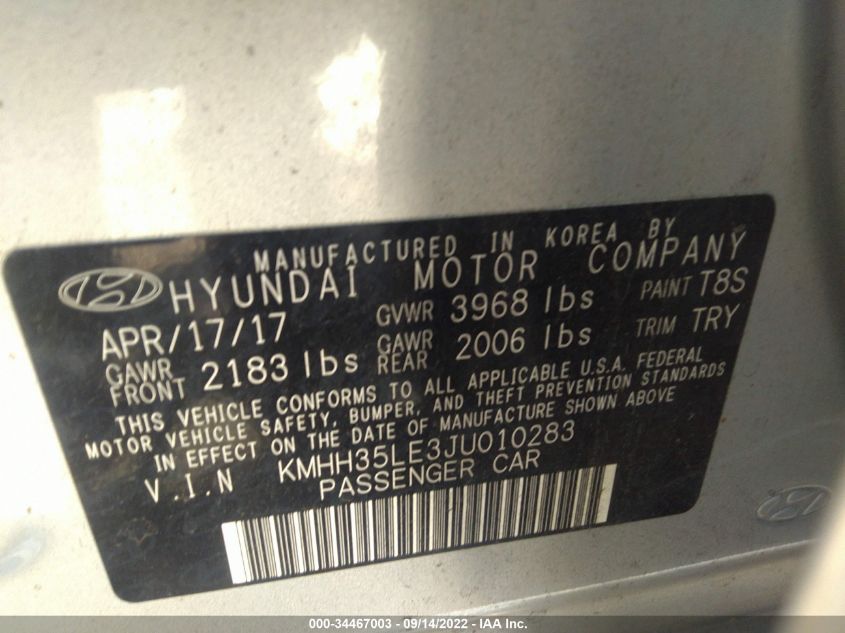 MANUFACTURED IN KOREA BY
HYUNDAI MOTOR COMPANY
APR/17/17 GVWR 3968 lbs PAINT T8S
GAWR FRONT 2183 lbs GAWR REAR 2006 lbs TRIM TRY
THIS VEHICLE CONFORMS TO ALL APPLICABLE U.S.A. FEDERAL
MOTOR VEHICLE SAFETY, BUMPER, AND THEFT PREVENTION STANDARDS
IN EFFECT ON THE DATE OF MANUFACTURE SHOWN ABOVE
V.I.N KMHH35LE3JU010283
PASSENGER CAR
000-34467003 - 09/14/2022 - IAA Inc.